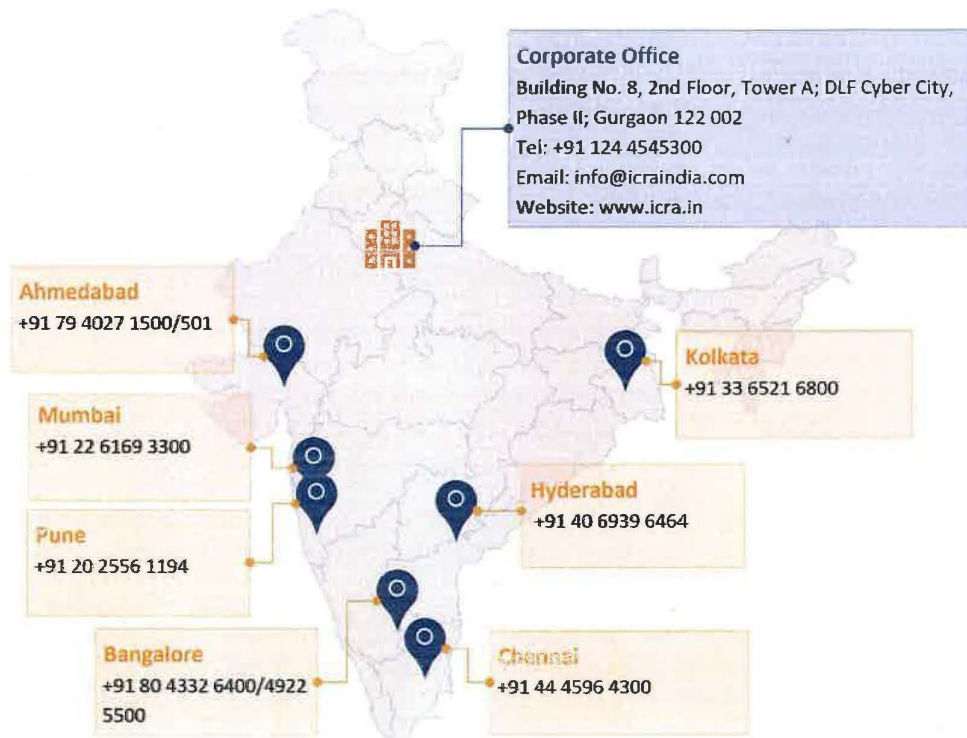 Corporate Office
Building No. 8, 2nd Floor, Tower A; DLF Cyber City,
Phase II; Gurgaon 122 002
Tel: +91 124 4545300
Email: info@icraindia.com
Website: www.icra.in
Ahmedabad
+91 79 4027 1500/501
Kolkata
+91 33 6521 6800
Mumbai
+91 22 6169 3300
Hyderabad
+91 40 6939 6464
Pune
+91 20 2556 1194
Bangalore
+91 80 4332 6400/4922
5500
Chennai
+91 44 4596 4300